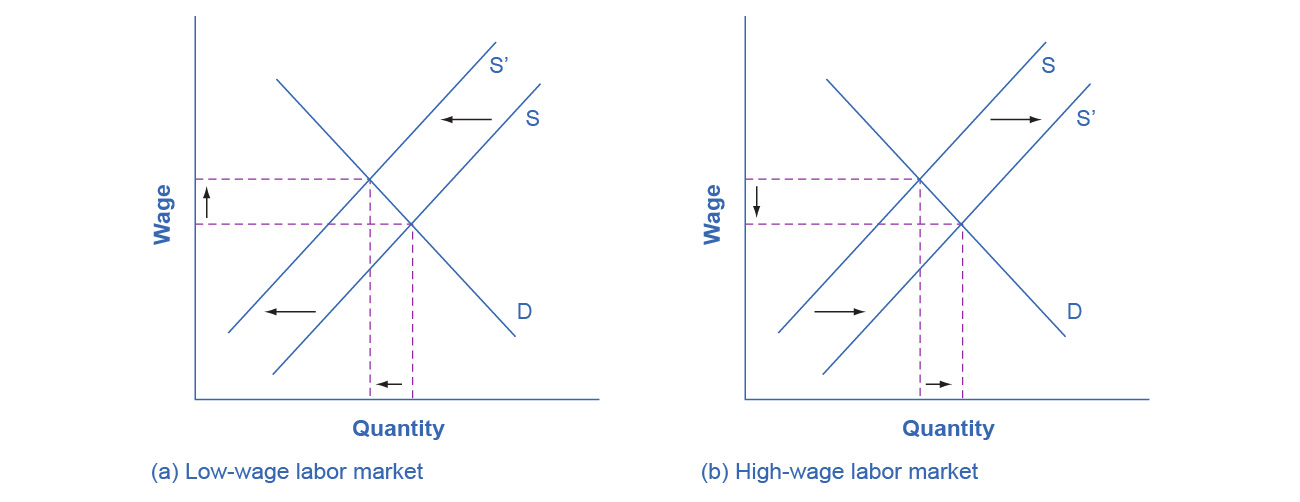 S’
S
D
Wage
Quantity
(a) Low-wage labor market
S
S’
D
Wage
Quantity
(b) High-wage labor market